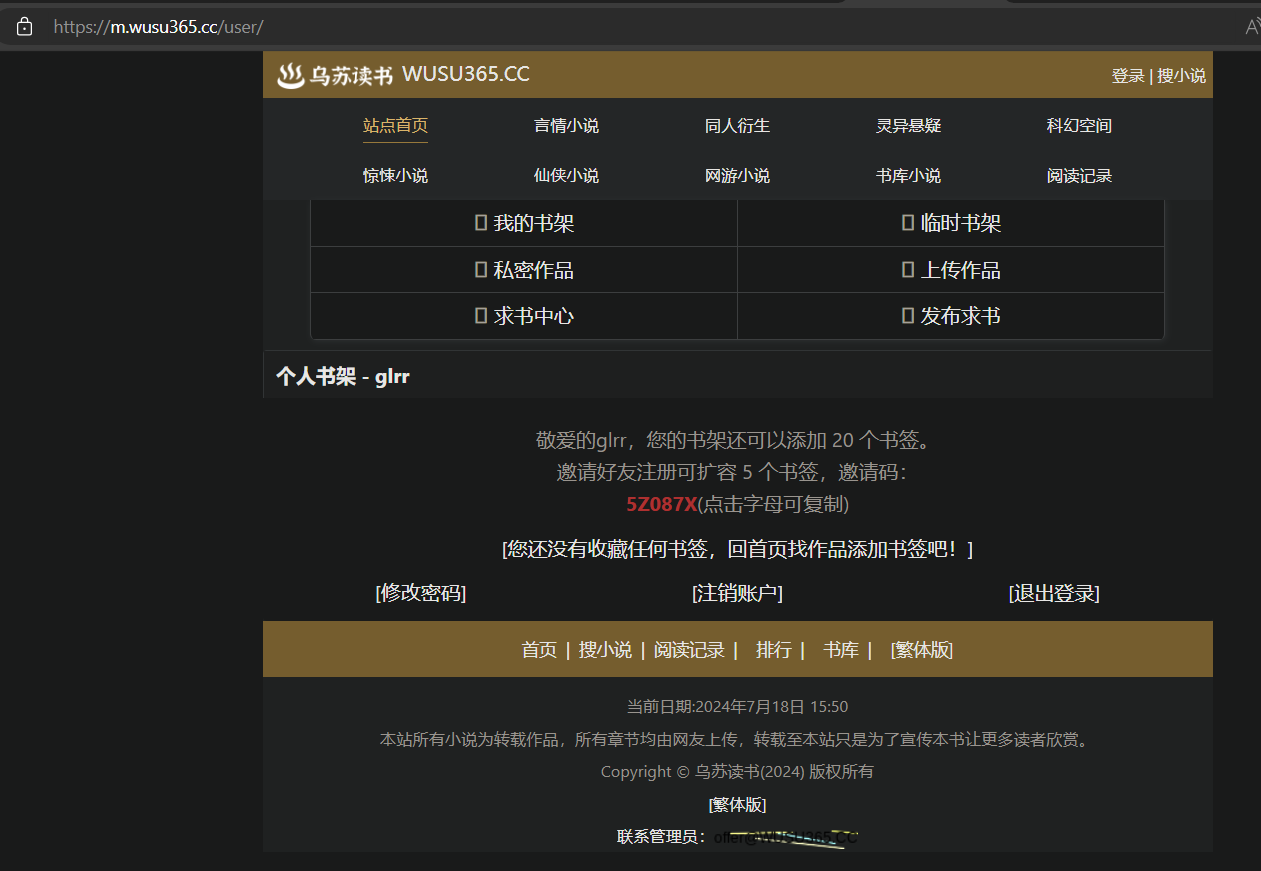 https://m.wusu365.cc/user/
乌苏读书 WUSU365.CC 登录 | 搜小说
站点首页 言情小说 同人衍生 灵异悬疑 科幻空间
惊悚小说 仙侠小说 网游小说 书库小说 阅读记录
我的书架 临时书架
私密作品 上传作品
求书中心 发布求书
个人书架 - glrr
敬爱的glrr，您的书架还可以添加 20 个书签。
邀请好友注册可扩容 5 个书签，邀请码：
5Z087X(点击字母可复制)
[您还没有收藏任何书签，回首页找作品添加书签吧！]
[修改密码] [注销账户] [退出登录]
首页 | 搜小说 | 阅读记录 | 排行 | 书库 | [繁体版]
当前日期:2024年7月18日 15:50
本站所有小说为转载作品，所有章节均由网友上传，转载至本站只是为了宣传本书让更多读者欣赏。
Copyright © 乌苏读书(2024) 版权所有
[繁体版]
联系管理员：